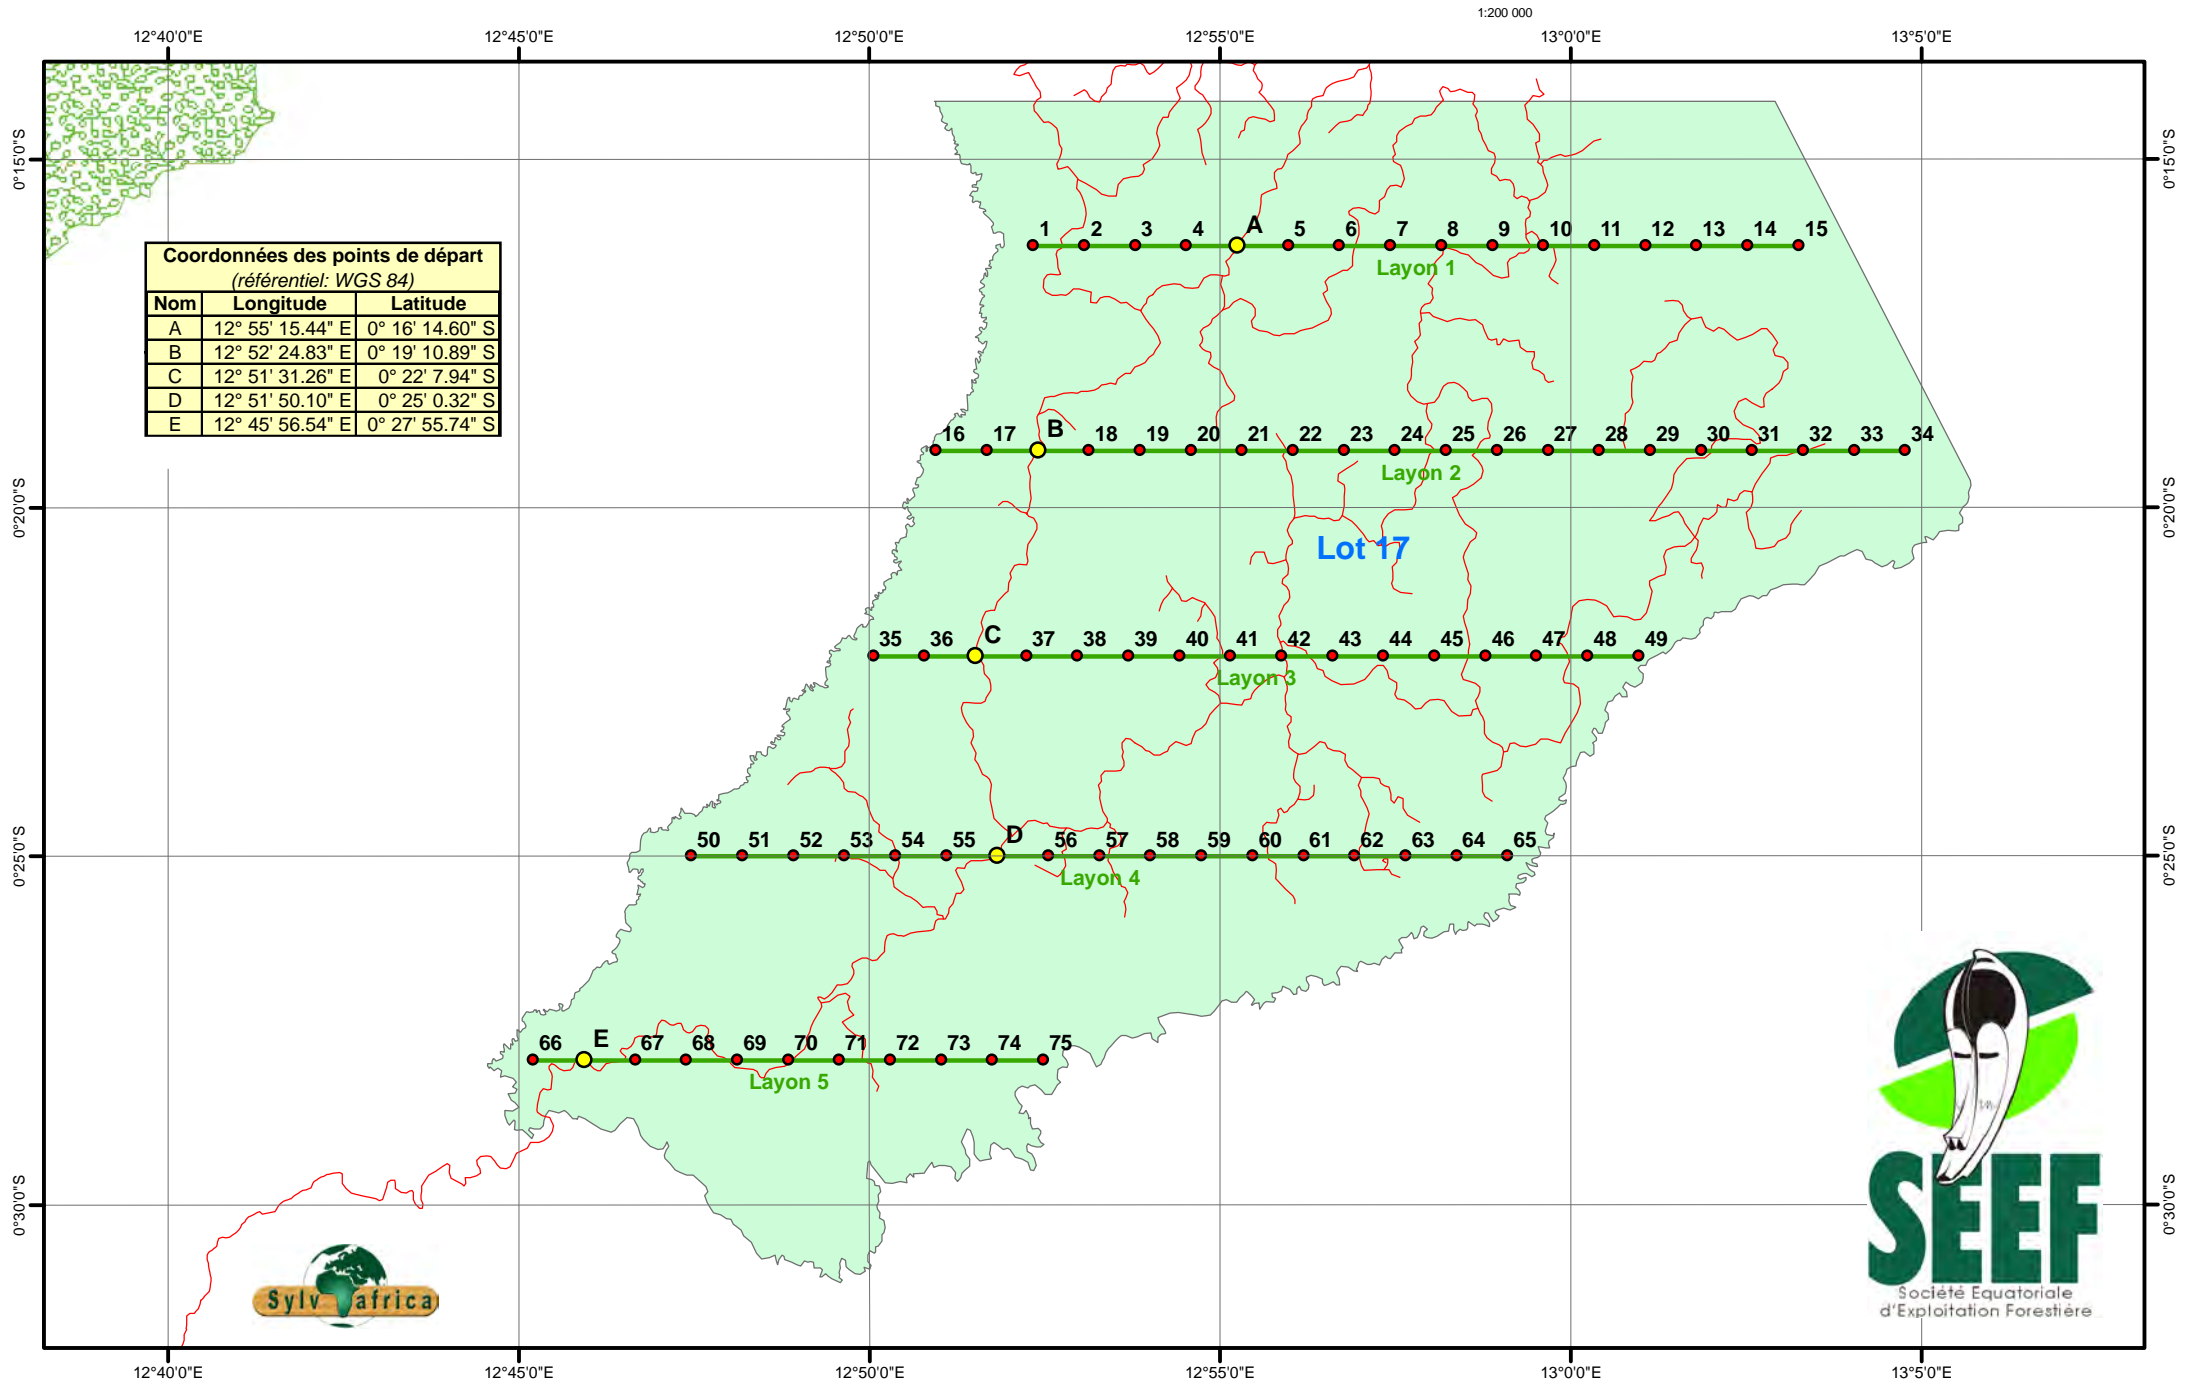 1:200 000
12°40'0"E 12°45'0"E 12°50'0"E 12°55'0"E 13°0'0"E 13°5'0"E
0°15'0"S 0°15'0"S
1 2 3 4 A 5 6 7 8 9 10 11 12 13 14 15
Layon 1
Coordonnées des points de départ
(référentiel: WGS 84)
Nom Longitude Latitude
A 12° 55' 15.44" E 0° 16' 14.60" S
B 12° 52' 24.83" E 0° 19' 10.89" S
C 12° 51' 31.26" E 0° 22' 7.94" S
D 12° 51' 50.10" E 0° 25' 0.32" S
E 12° 45' 56.54" E 0° 27' 55.74" S
16 17 B 18 19 20 21 22 23 24 25 26 27 28 29 30 31 32 33 34
Layon 2
0°20'0"S 0°20'0"S
Lot 17
35 36 C 37 38 39 40 41 42 43 44 45 46 47 48 49
Layon 3
50 51 52 53 54 55 D 56 57 58 59 60 61 62 63 64 65
0°25'0"S 0°25'0"S
Layon 4
66 E 67 68 69 70 71 72 73 74 75
Layon 5
0°30'0"S 0°30'0"S
SEEF
Société Equatoriale
d'Exploitation Forestière
Sylvafrica
12°40'0"E 12°45'0"E 12°50'0"E 12°55'0"E 13°0'0"E 13°5'0"E